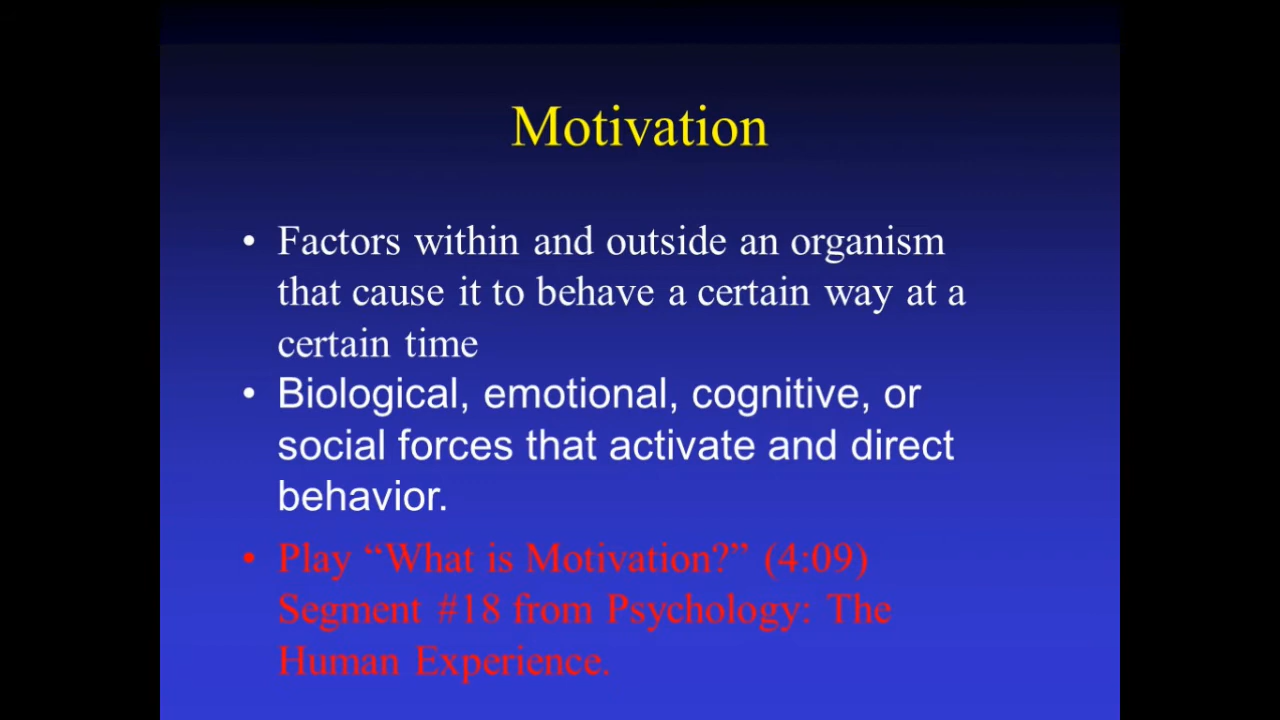 Motivation
• Factors within and outside an organism
that cause it to behave a certain way at a
certain time
• Biological, emotional, cognitive, or
social forces that activate and direct
behavior.
• Play “What is Motivation?” (4:09)
Segment #18 from Psychology: The
Human Experience.